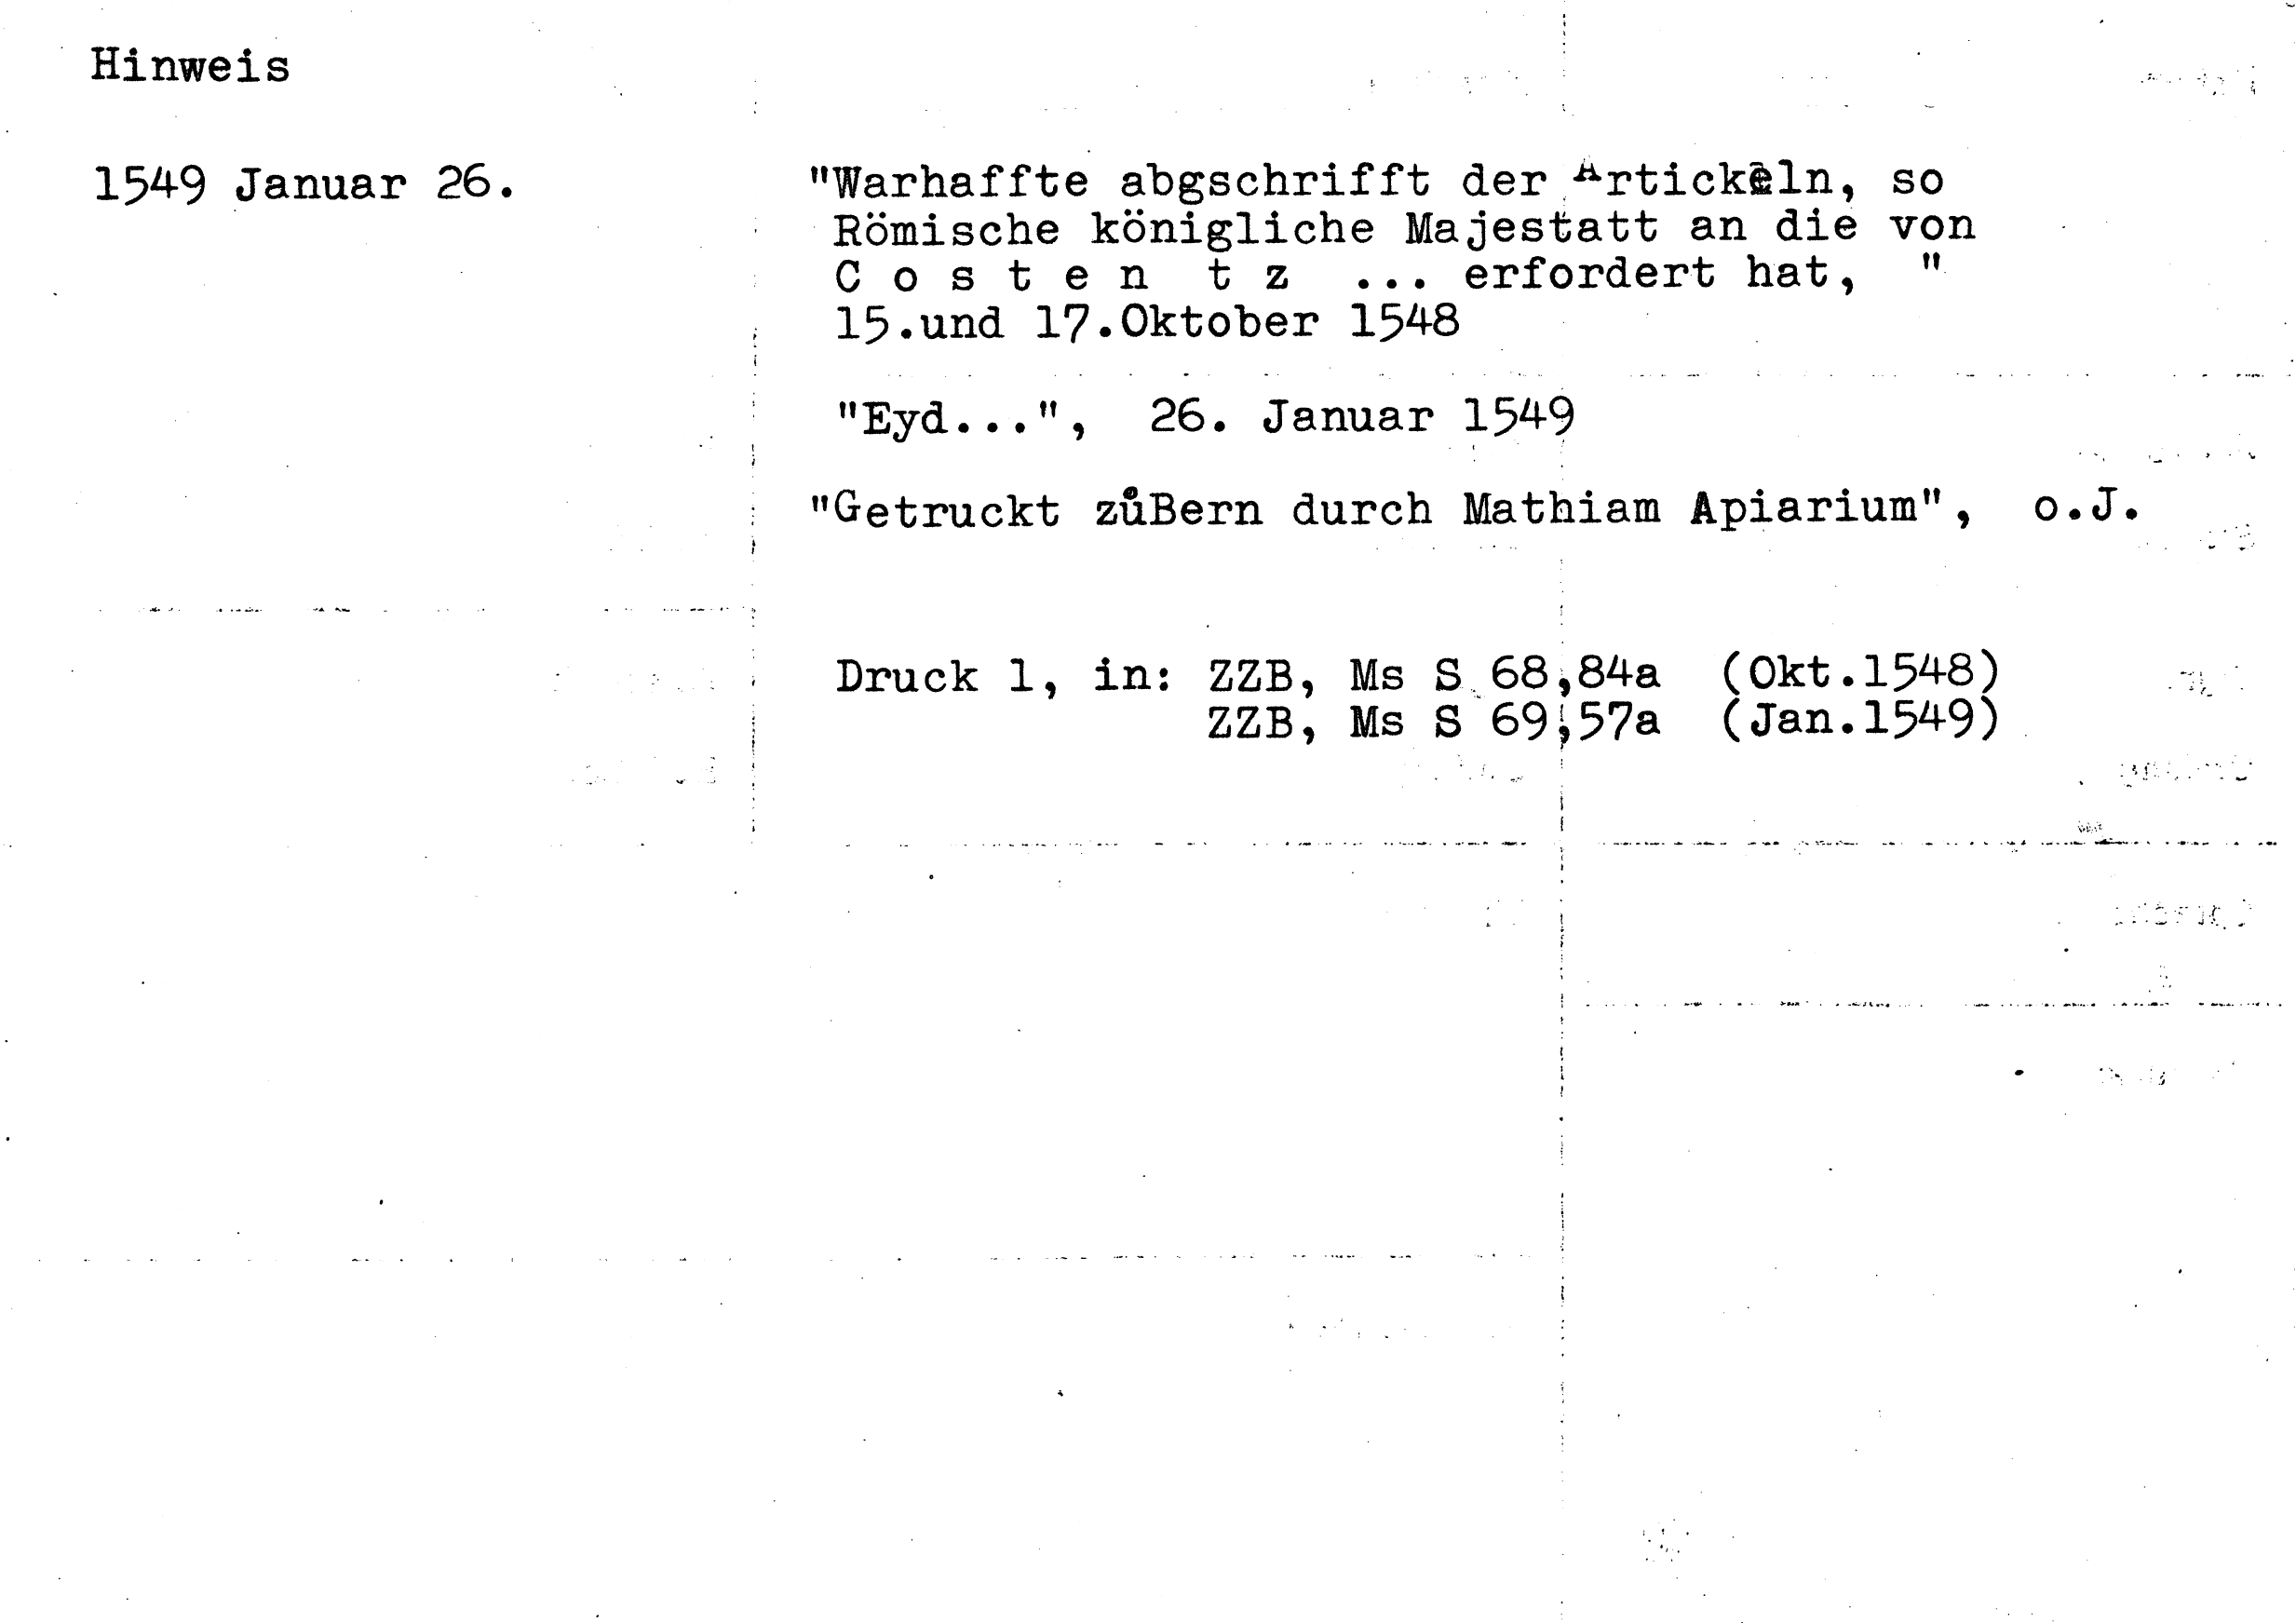 Hinweis
1549 Januar 26.
"Warhaffte abgschrifft der Artickeln, so
Römische königliche Majestatt an die von
C o s t e n t z ... erfordert hat, "
15.und 17.Oktober 1548
"Eyd...", 26. Januar 1549
"Getruckt zůBern durch Mathiam Apiarium", o.J.
Druck 1, in: ZZB, Ms S 68,84a (Okt.1548)
ZZB, Ms S 69,57a (Jan.1549)